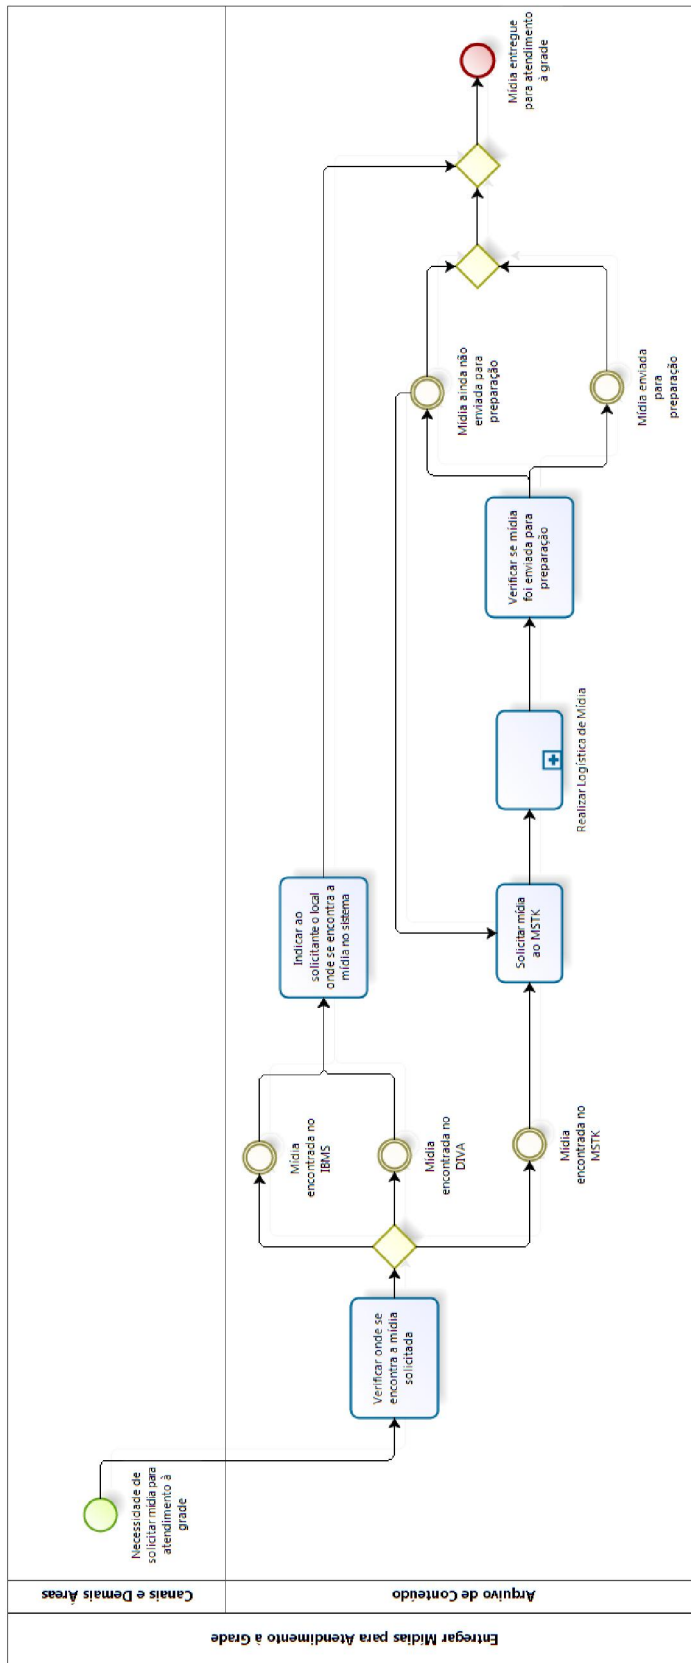 Entregar Mídias para Atendimento à Grade
Canais e Demais Áreas
Arquivo de Conteúdo
Necessidade de
solicitar mídia para
atendimento à
grade
Verificar onde se
encontra a mídia
solicitada
Mídia
encontrada no
IBMS
Mídia
encontrada no
DIVA
Mídia
encontrada no
MSTK
Indicar ao
solicitante o local
onde se encontra a
mídia no sistema
Solicitar mídia
ao MSTK
Realizar Logística de Mídia
Verificar se mídia
foi enviada para
preparação
Mídia ainda não
enviada para
preparação
Mídia enviada
para
preparação
Mídia entregue
para atendimento
à grade